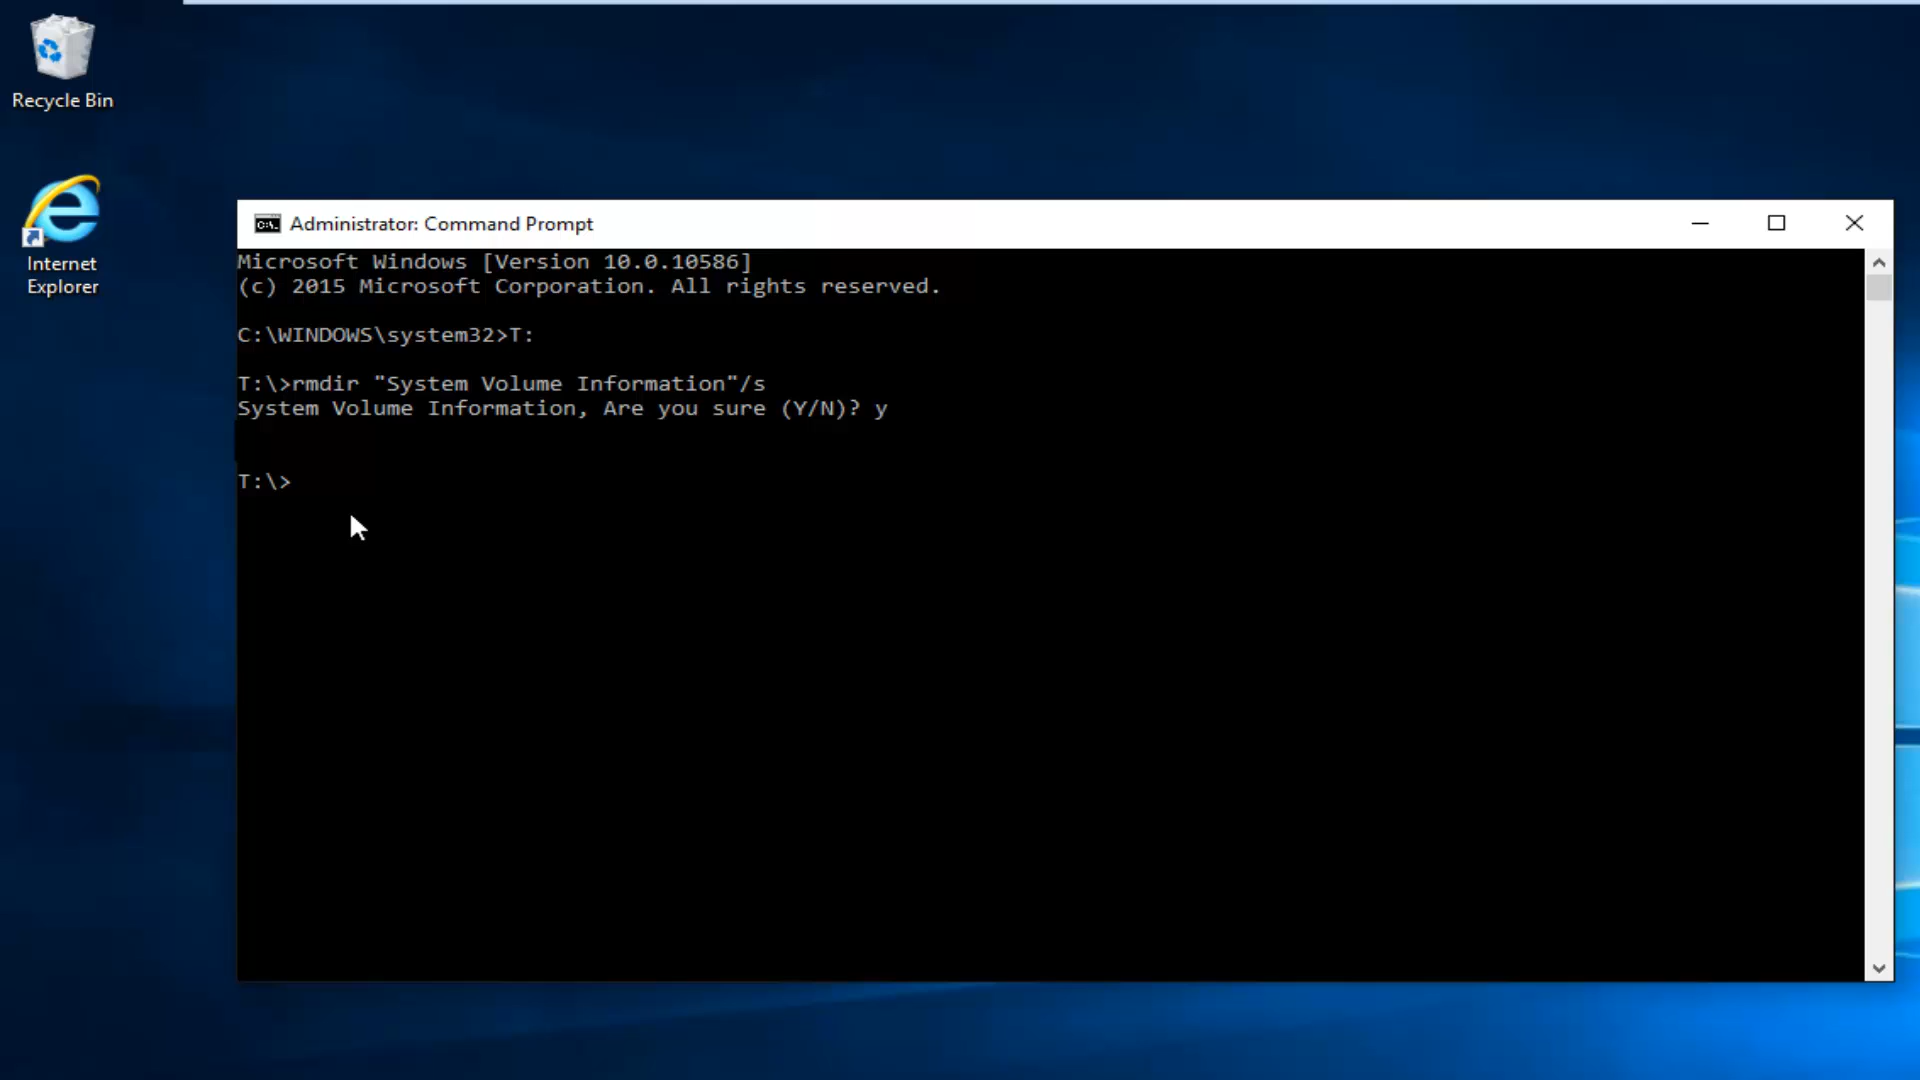 Recycle Bin
Internet
Explorer
Administrator: Command Prompt
Microsoft Windows [Version 10.0.10586]
(c) 2015 Microsoft Corporation. All rights reserved.
C:\WINDOWS\system32>T:
T:\>rmdir "System Volume Information"/s
System Volume Information, Are you sure (Y/N)? y
T:\>